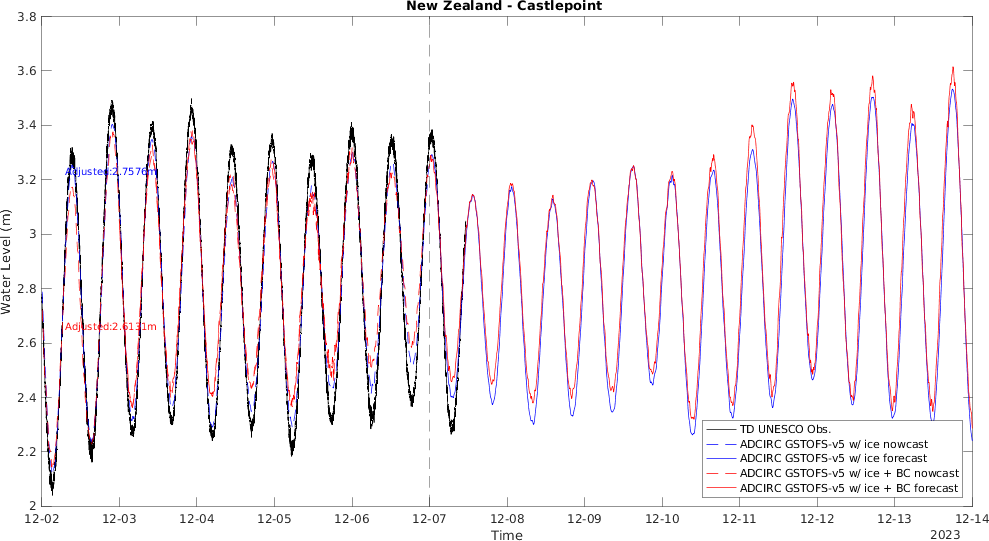 New Zealand - Castlepoint
Water Level (m)
3.8
3.6
3.4
3.2
3
2.8
2.6
2.4
2.2
2
Adjusted:2.7576m
Adjusted:2.6131m
TD UNESCO Obs.
ADCIRC GSTOFS-v5 w/ ice nowcast
ADCIRC GSTOFS-v5 w/ ice forecast
ADCIRC GSTOFS-v5 w/ ice + BC nowcast
ADCIRC GSTOFS-v5 w/ ice + BC forecast
12-02 12-03 12-04 12-05 12-06 12-07 12-08 12-09 12-10 12-11 12-12 12-13 12-14
Time
2023